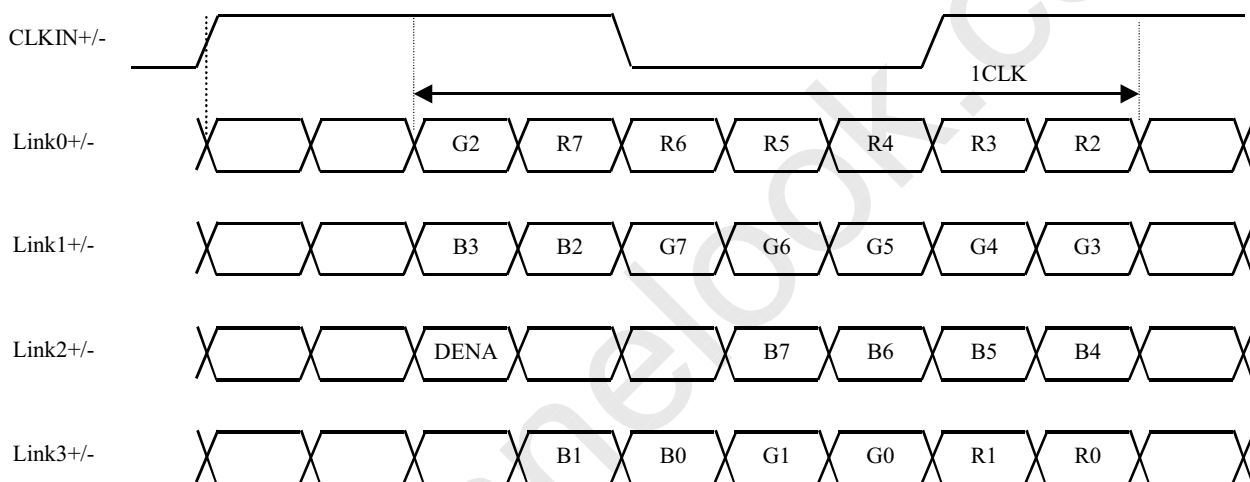 CLKIN+/-
1CLK
Link0+/- G2 R7 R6 R5 R4 R3 R2
Link1+/- B3 B2 G7 G6 G5 G4 G3
Link2+/- DENA B7 B6 B5 B4
Link3+/- B1 B0 G1 G0 R1 R0